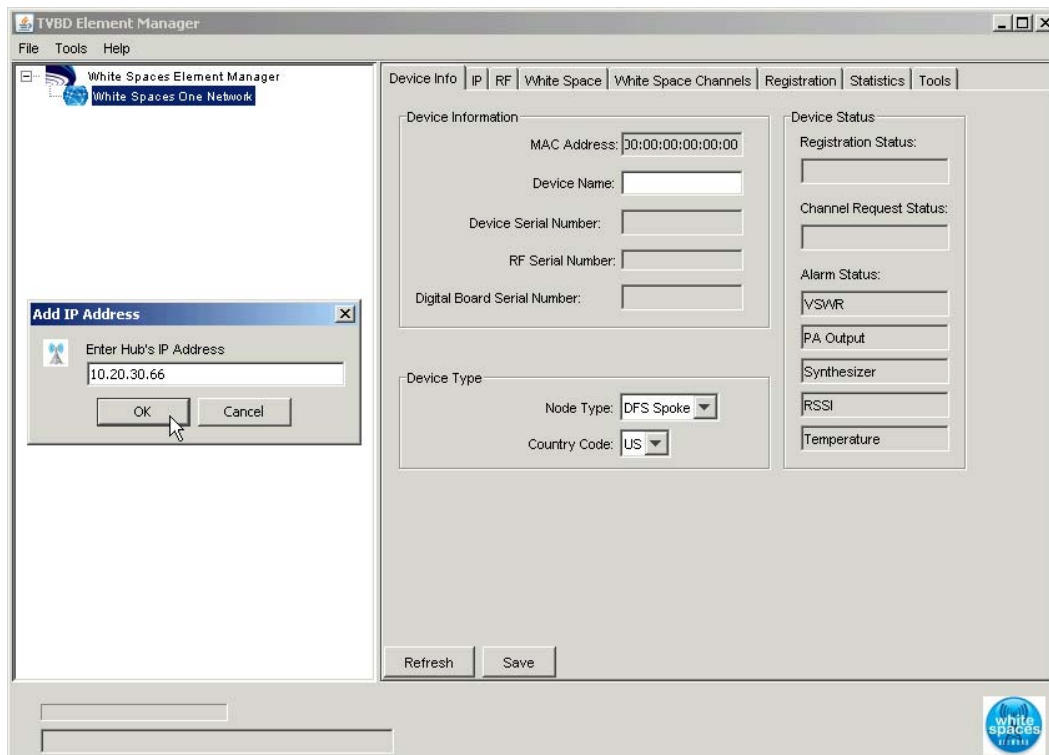 TVBD Element Manager
File Tools Help
White Spaces Element Manager
White Spaces One Network
Add IP Address
Enter Hub's IP Address
10.20.30.66
OK Cancel
Device Info IP RF White Space White Space Channels Registration Statistics Tools
Device Information
MAC Address: 00:00:00:00:00:00
Device Name:
Device Serial Number:
RF Serial Number:
Digital Board Serial Number:
Device Type
Node Type: DFS Spoke
Country Code: US
Device Status
Registration Status:
Channel Request Status:
Alarm Status:
VSWR
PA Output
Synthesizer
RSSI
Temperature
Refresh Save
white
spaces